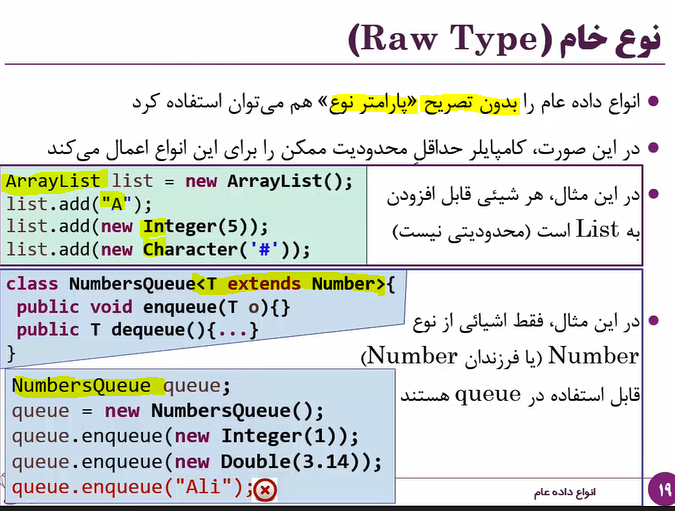 نوع خام (Raw Type)
انواع داده عام را بدون تصریح «پارامتر نوع» هم می‌توان استفاده کرد
در این صورت، کامپایلر حداقلِ محدودیت ممکن را برای این انواع اعمال می‌کند
در این مثال، هر شیئی قابل افزودن
به List است (محدودیتی نیست)
ArrayList list = new ArrayList();
list.add("A");
list.add(new Integer(5));
list.add(new Character('#'));
class NumbersQueue<T extends Number>{
public void enqueue(T o){}
public T dequeue(){...}
}
در این مثال، فقط اشیائی از نوع
Number (یا فرزندان Number)
قابل استفاده در queue هستند
NumbersQueue queue;
queue = new NumbersQueue();
queue.enqueue(new Integer(1));
queue.enqueue(new Double(3.14));
queue.enqueue("Ali");
انواع داده عام
۱۹